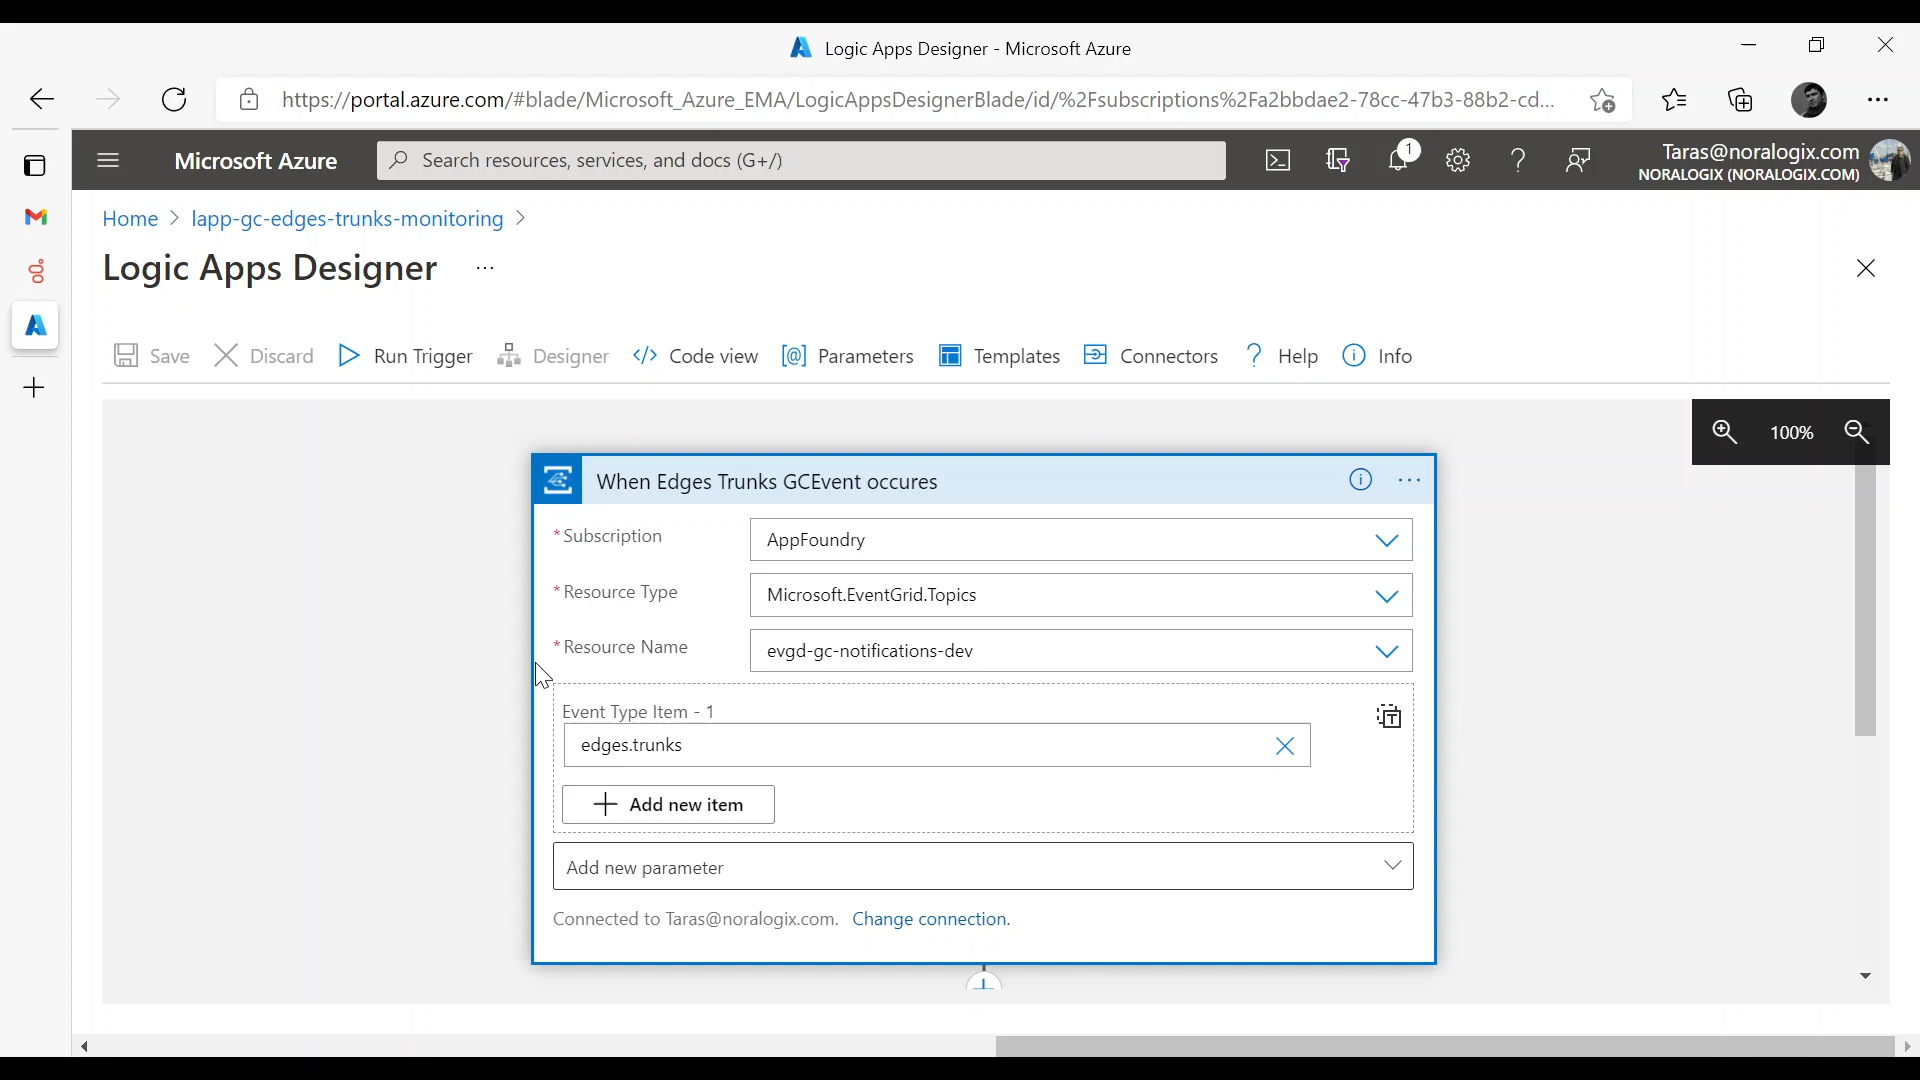 Logic Apps Designer - Microsoft Azure
https://portal.azure.com/#blade/Microsoft_Azure_EMA/LogicAppsDesignerBlade/id/%2Fsubscriptions%2Fa2bbdae2-78cc-47b3-88b2-cd...
Microsoft Azure
Search resources, services, and docs (G+/)
1
Taras@noralogix.com
NORALOGIX (NORALOGIX.COM)
Home > lapp-gc-edges-trunks-monitoring >
Logic Apps Designer ...
Save Discard Run Trigger Designer Code view Parameters Templates Connectors Help Info
100%
When Edges Trunks GCEvent occures
* Subscription AppFoundry
* Resource Type Microsoft.EventGrid.Topics
* Resource Name evgd-gc-notifications-dev
Event Type Item - 1
edges.trunks
Add new item
Add new parameter
Connected to Taras@noralogix.com. Change connection.